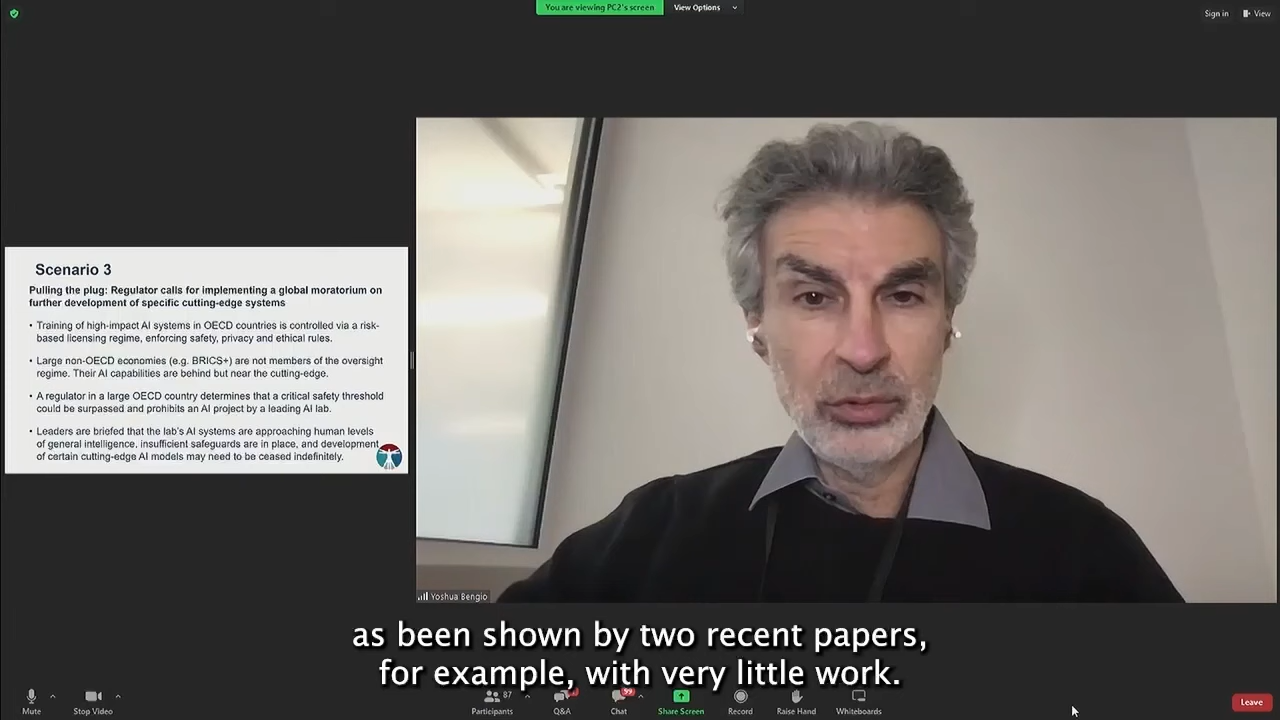 You are viewing PC2's screen
View Options
Sign in
View
Scenario 3
Pulling the plug: Regulator calls for implementing a global moratorium on
further development of specific cutting-edge systems
• Training of high-impact AI systems in OECD countries is controlled via a risk-
based licensing regime, enforcing safety, privacy and ethical rules.
• Large non-OECD economies (e.g. BRICS+) are not members of the oversight
regime. Their AI capabilities are behind but near the cutting-edge.
• A regulator in a large OECD country determines that a critical safety threshold
could be surpassed and prohibits an AI project by a leading AI lab.
• Leaders are briefed that the lab's AI systems are approaching human levels
of general intelligence, insufficient safeguards are in place, and development
of certain cutting-edge AI models may need to be ceased indefinitely.
Yoshua Bengio
as been shown by two recent papers,
for example, with very little work.
87
99
Mute
Stop Video
Participants
Q&A
Chat
Share Screen
Record
Raise Hand
Whiteboards
Leave